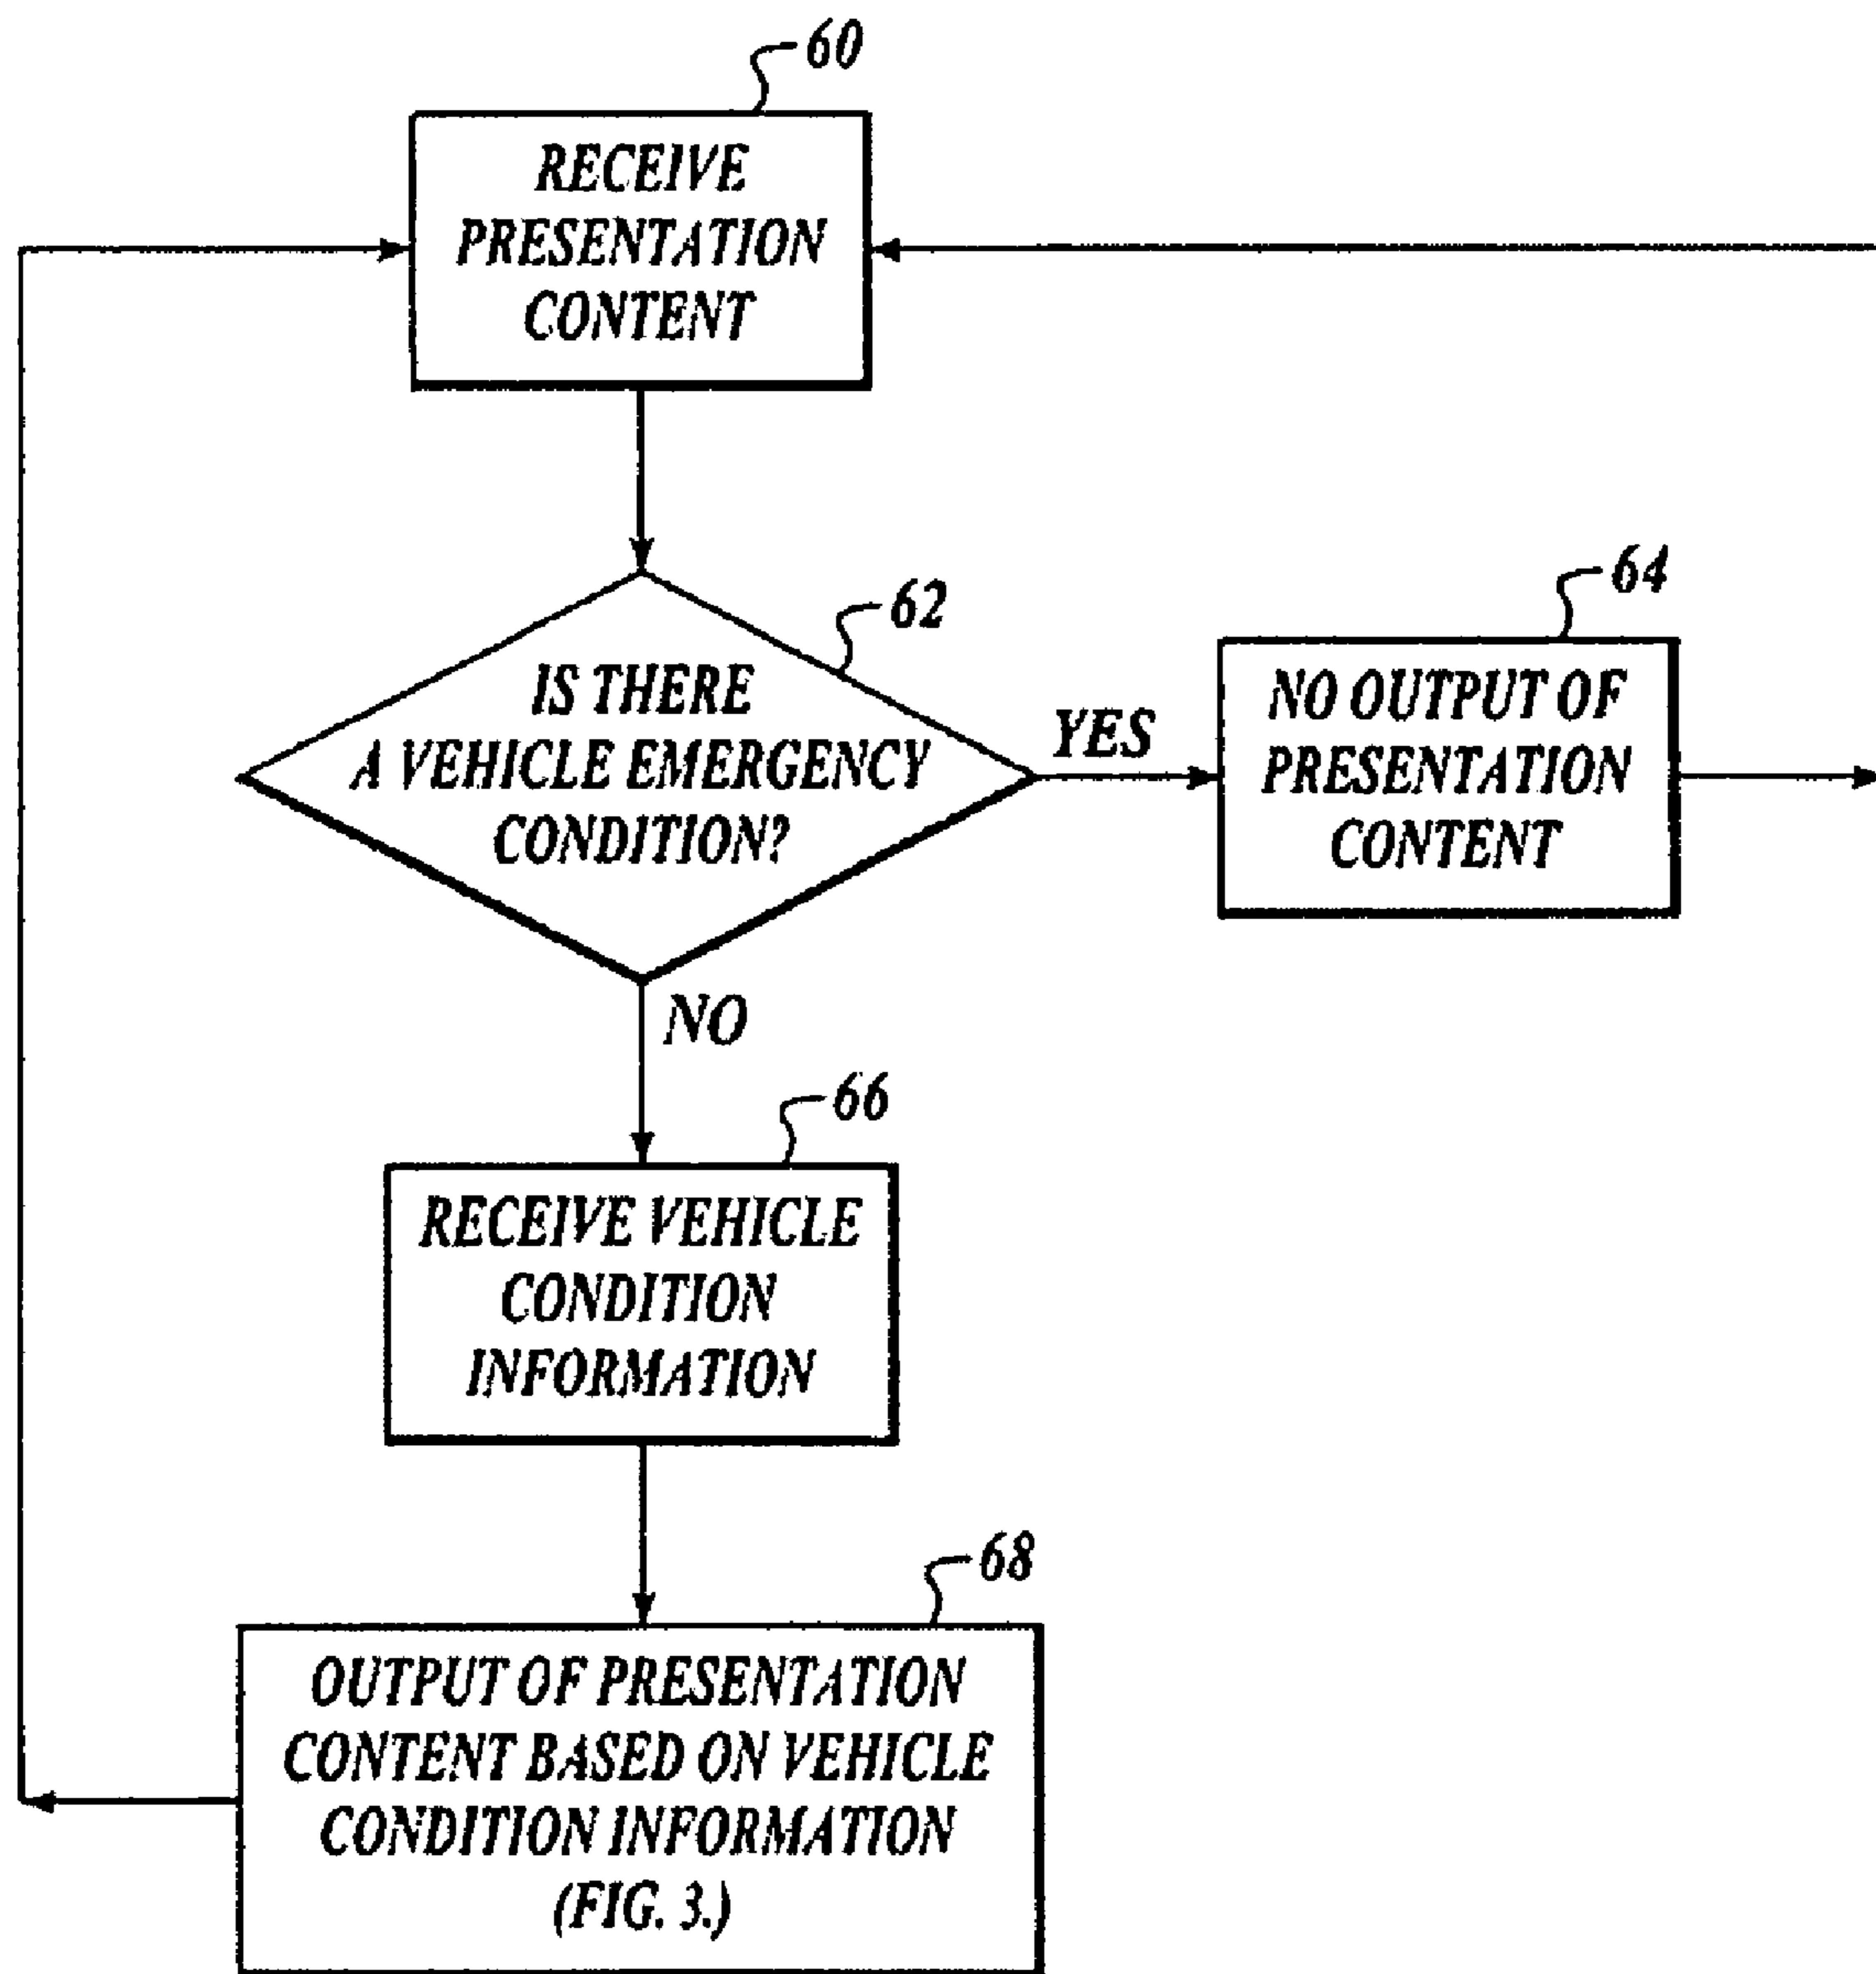 60
RECEIVE
PRESENTATION
CONTENT
62
IS THERE
A VEHICLE EMERGENCY
CONDITION?
YES
64
NO OUTPUT OF
PRESENTATION
CONTENT
NO
66
RECEIVE VEHICLE
CONDITION
INFORMATION
68
OUTPUT OF PRESENTATION
CONTENT BASED ON VEHICLE
CONDITION INFORMATION
(FIG. 3.)